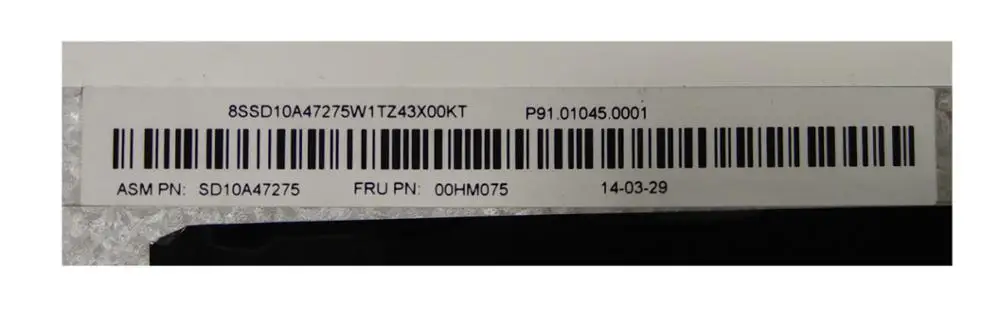 8SSD10A47275W1TZ43X00KT P91.01045.0001
ASM PN: SD10A47275 FRU PN: 00HM075 14-03-29